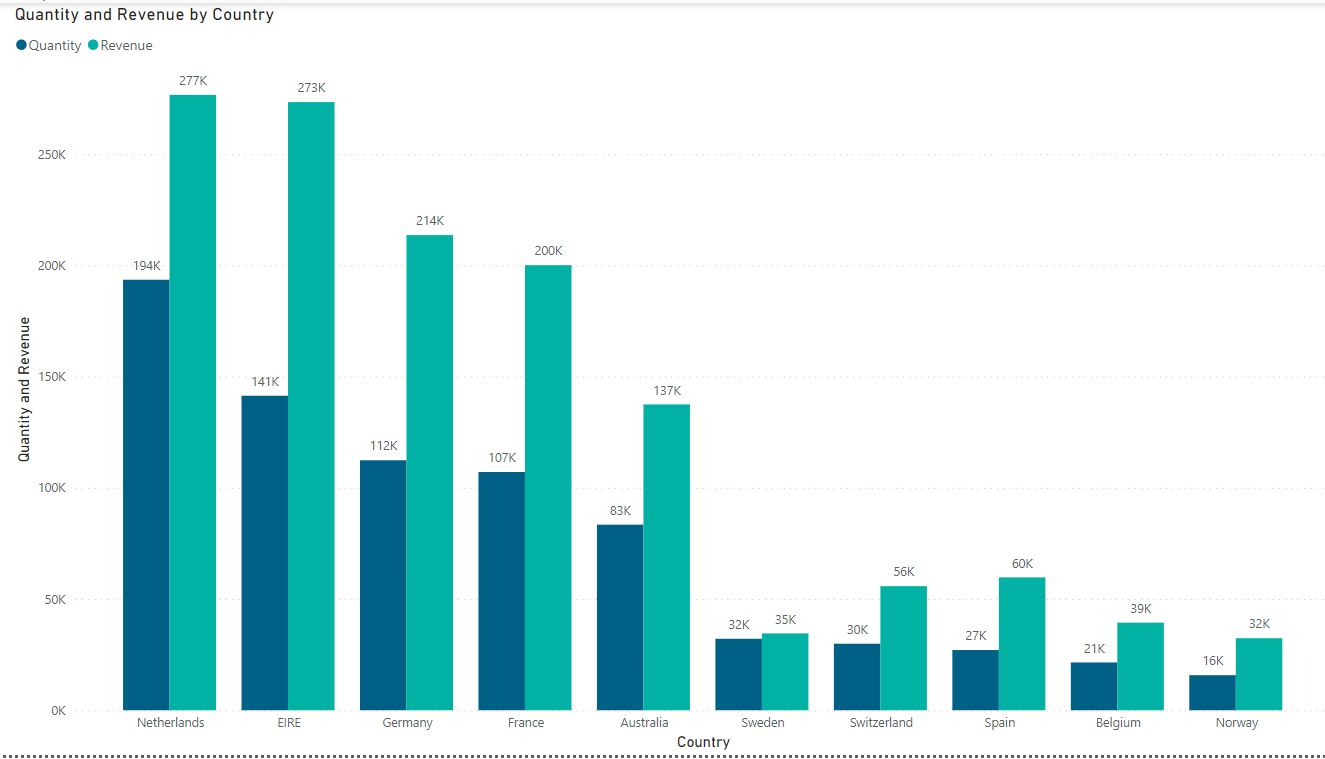 Quantity and Revenue by Country
Quantity Revenue
277K
273K
250K
214K
200K
200K
194K
150K
141K
137K
112K
107K
100K
83K
60K
56K
50K
39K
32K
35K
32K
30K
27K
21K
16K
0K
Netherlands EIRE Germany France Australia Sweden Switzerland Spain Belgium Norway
Country
Quantity and Revenue